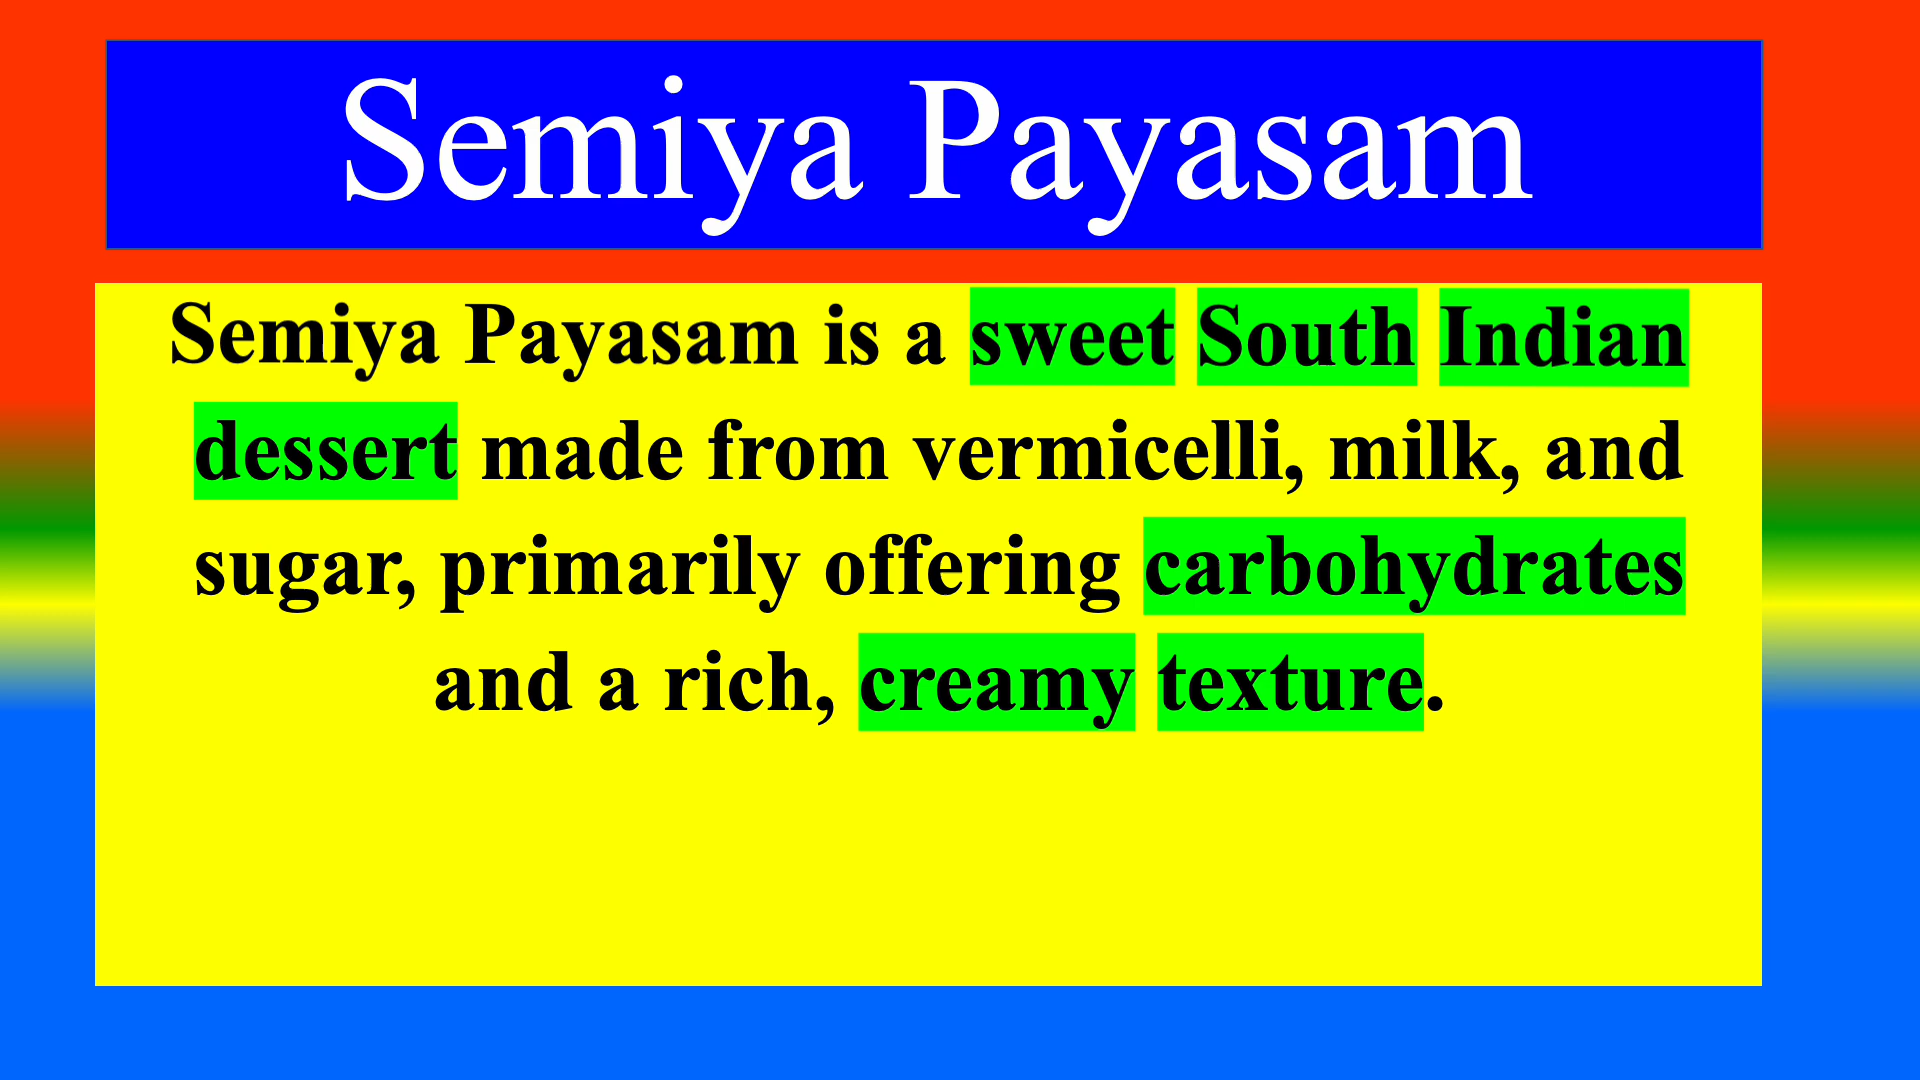 Semiya Payasam
Semiya Payasam is a sweet South Indian
dessert made from vermicelli, milk, and
sugar, primarily offering carbohydrates
and a rich, creamy texture.